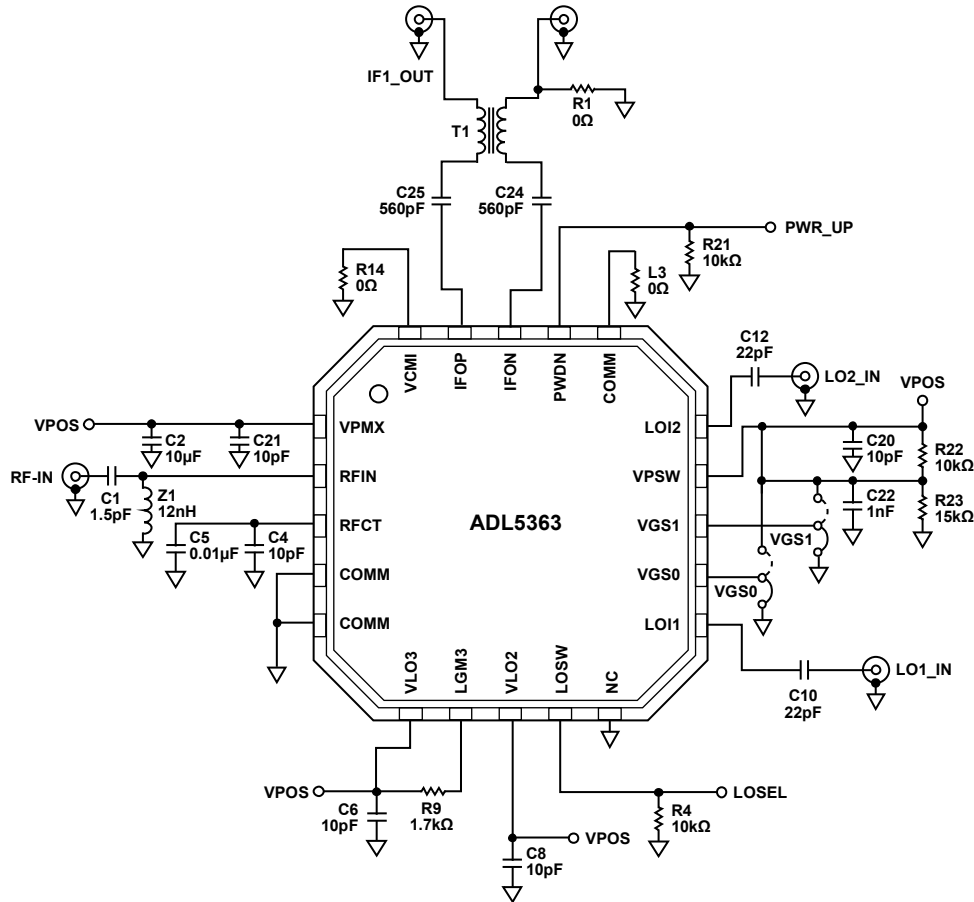 IF1_OUT
R1
0Ω
T1
C25
560pF
C24
560pF
PWR_UP
R21
10kΩ
R14
0Ω
L3
0Ω
C12
22pF
LO2_IN
VPOS
VCMI
IFOP
IFON
PWDN
COMM
VPOS
C2
10µF
C21
10pF
VPMX
LOI2
C20
10pF
R22
10kΩ
RF-IN
C1
1.5pF
Z1
12nH
RFIN
VPSW
C22
1nF
R23
15kΩ
C5
0.01µF
C4
10pF
RFCT
ADL5363
VGS1
VGS1
COMM
VGS0
VGS0
COMM
LOI1
LO1_IN
C10
22pF
VLO3
LGM3
VLO2
LOSW
NC
VPOS
C6
10pF
R9
1.7kΩ
LOSEL
R4
10kΩ
VPOS
C8
10pF